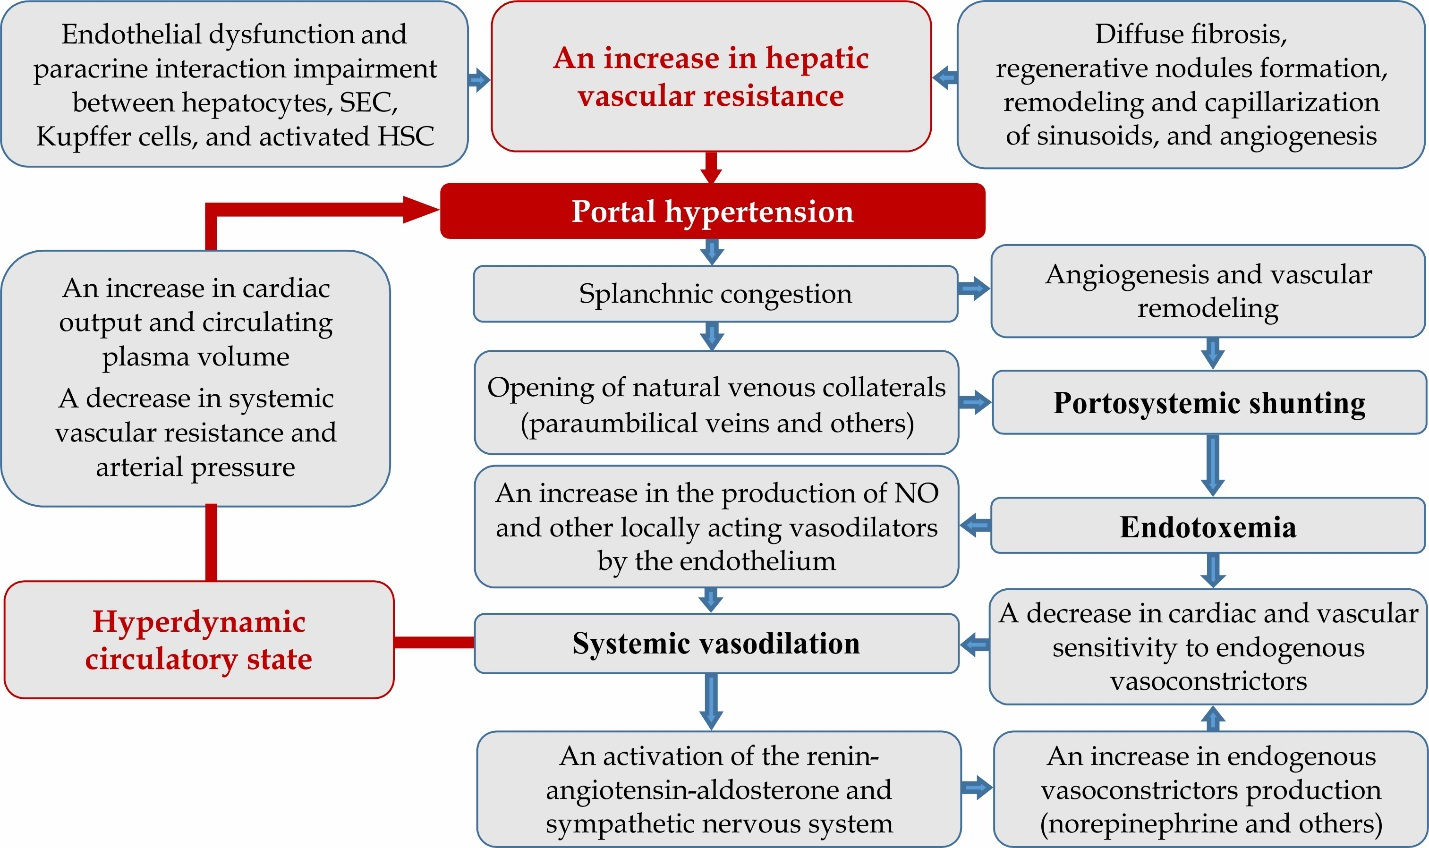 Endothelial dysfunction and
paracrine interaction impairment
between hepatocytes, SEC,
Kupffer cells, and activated HSC
An increase in hepatic
vascular resistance
Diffuse fibrosis,
regenerative nodules formation,
remodeling and capillarization
of sinusoids, and angiogenesis
Portal hypertension
An increase in cardiac
output and circulating
plasma volume
A decrease in systemic
vascular resistance and
arterial pressure
Splanchnic congestion
Angiogenesis and vascular
remodeling
Opening of natural venous collaterals
(paraumbilical veins and others)
Portosystemic shunting
An increase in the production of NO
and other locally acting vasodilators
by the endothelium
Endotoxemia
Hyperdynamic
circulatory state
Systemic vasodilation
A decrease in cardiac and vascular
sensitivity to endogenous
vasoconstrictors
An activation of the renin-
angiotensin-aldosterone and
sympathetic nervous system
An increase in endogenous
vasoconstrictors production
(norepinephrine and others)